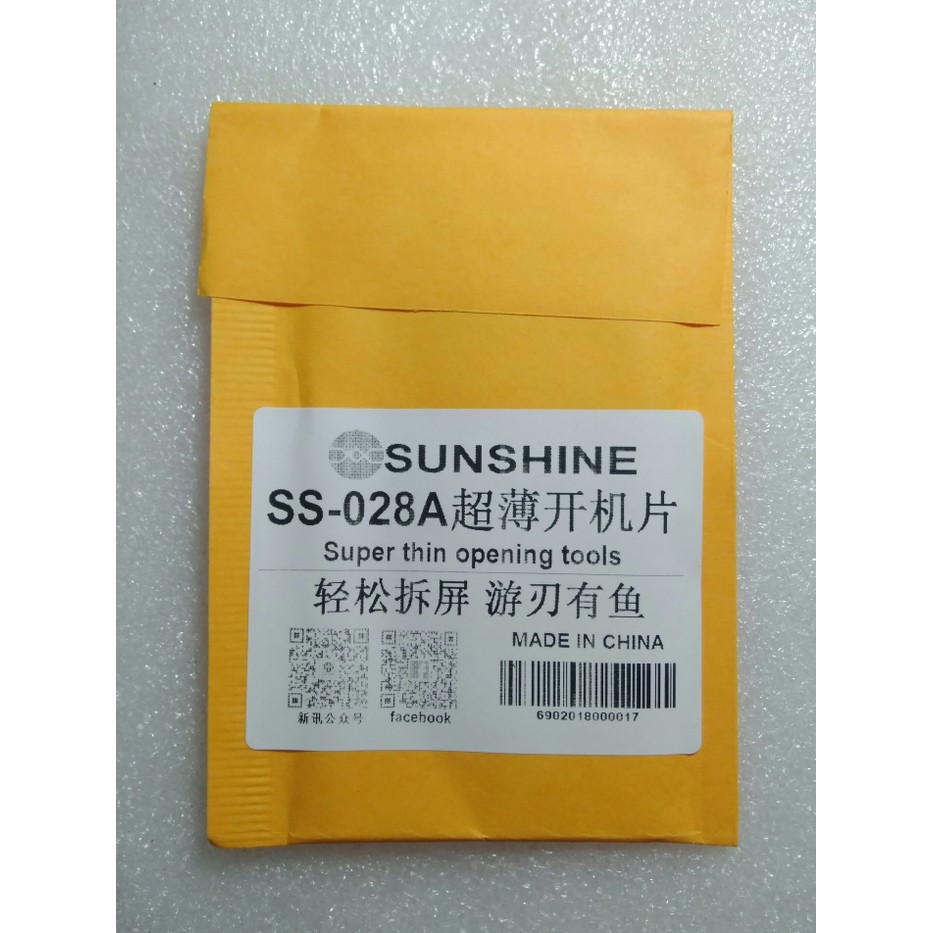 SUNSHINE
SS-028A超薄开机片
Super thin opening tools
轻松拆屏 游刃有鱼
MADE IN CHINA
新讯公众号
facebook
6902018000017